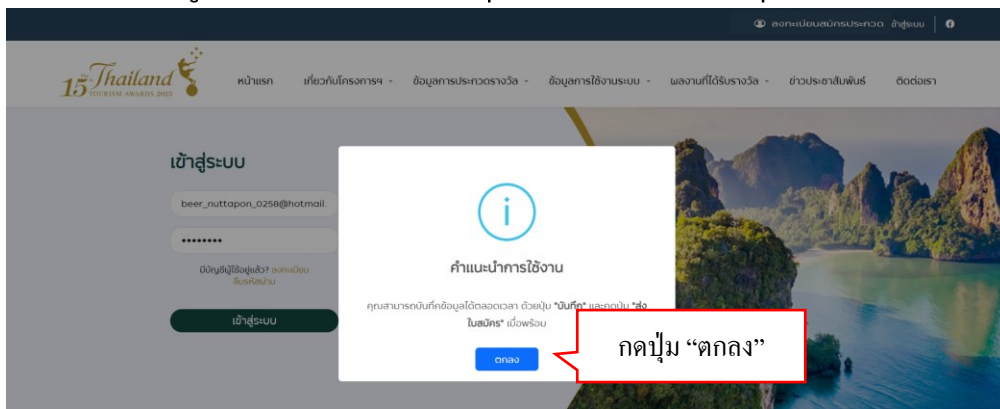 ลงทะเบียนสมัครประกวด เข้าสู่ระบบ
15th Thailand
TOURISM AWARDS 2025
หน้าแรก เกี่ยวกับโครงการฯ ข้อมูลการประกวดรางวัล ข้อมูลการใช้งานระบบ ผลงานที่ได้รับรางวัล ข่าวประชาสัมพันธ์ ติดต่อเรา
เข้าสู่ระบบ
beer_nuttapon_0258@hotmail.
••••••••
มีบัญชีผู้ใช้อยู่แล้ว? ลงทะเบียน
ลืมรหัสผ่าน
เข้าสู่ระบบ
i
คำแนะนำการใช้งาน
คุณสามารถบันทึกข้อมูลได้ตลอดเวลา ด้วยปุ่ม "บันทึก" และกดปุ่ม "ส่ง
ใบสมัคร" เมื่อพร้อม
ตกลง
กดปุ่ม “ตกลง”